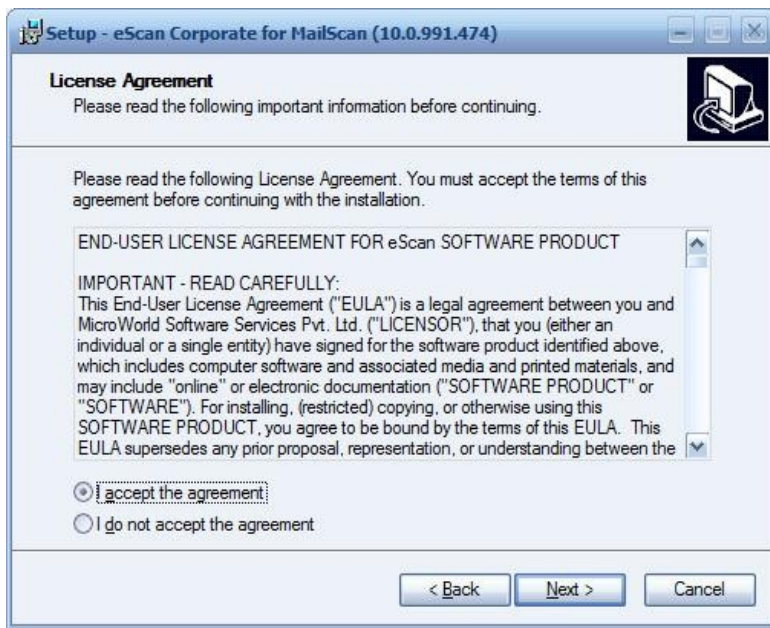 Setup - eScan Corporate for MailScan (10.0.991.474)
License Agreement
Please read the following important information before continuing.
Please read the following License Agreement. You must accept the terms of this
agreement before continuing with the installation.
END-USER LICENSE AGREEMENT FOR eScan SOFTWARE PRODUCT
IMPORTANT - READ CAREFULLY:
This End-User License Agreement ("EULA") is a legal agreement between you and
MicroWorld Software Services Pvt. Ltd. ("LICENSOR"), that you (either an
individual or a single entity) have signed for the software product identified above,
which includes computer software and associated media and printed materials, and
may include "online" or electronic documentation ("SOFTWARE PRODUCT" or
"SOFTWARE"). For installing, (restricted) copying, or otherwise using this
SOFTWARE PRODUCT, you agree to be bound by the terms of this EULA. This
EULA supersedes any prior proposal, representation, or understanding between the
I accept the agreement
I do not accept the agreement
< Back
Next >
Cancel